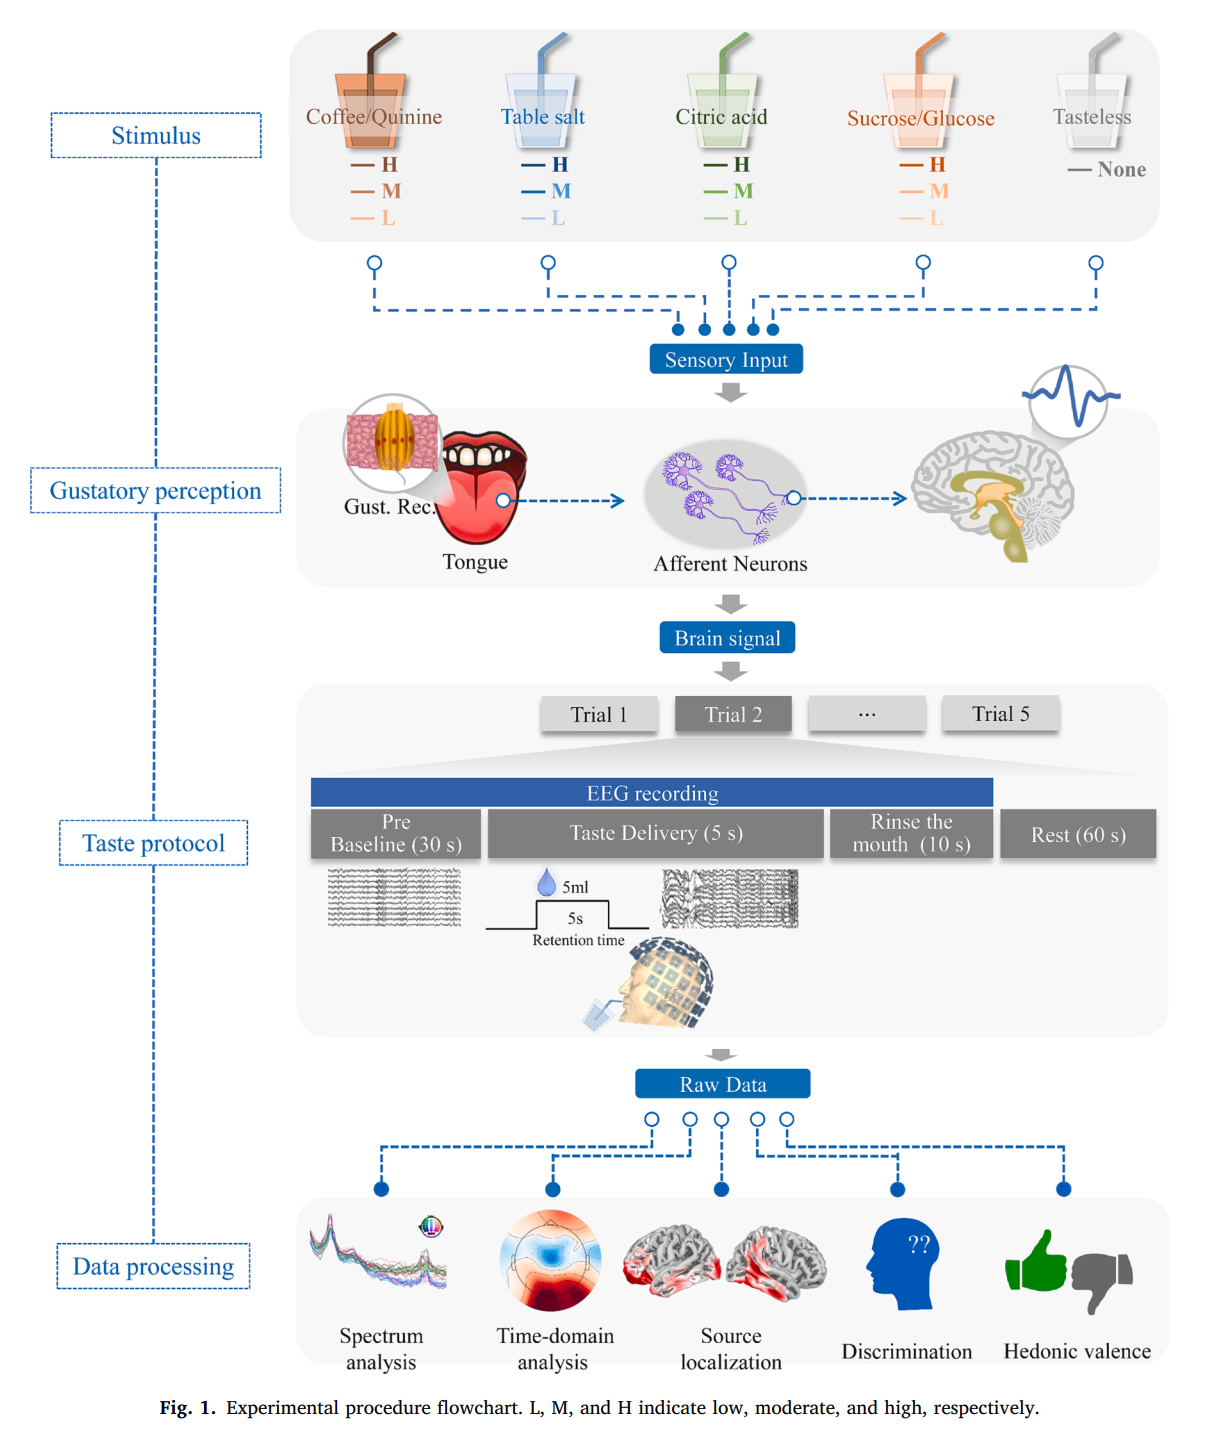 Stimulus
Coffee/Quinine
H
M
L
Table salt
H
M
L
Citric acid
H
M
L
Sucrose/Glucose
H
M
L
Tasteless
None
Sensory Input
Gustatory perception
Gust. Rec.
Tongue
Afferent Neurons
Brain signal
Taste protocol
Trial 1
Trial 2
...
Trial 5
EEG recording
Pre
Baseline (30 s)
Taste Delivery (5 s)
Rinse the
mouth (10 s)
Rest (60 s)
5ml
5s
Retention time
Raw Data
Data processing
??
Spectrum
analysis
Time-domain
analysis
Source
localization
Discrimination
Hedonic valence
Fig. 1. Experimental procedure flowchart. L, M, and H indicate low, moderate, and high, respectively.